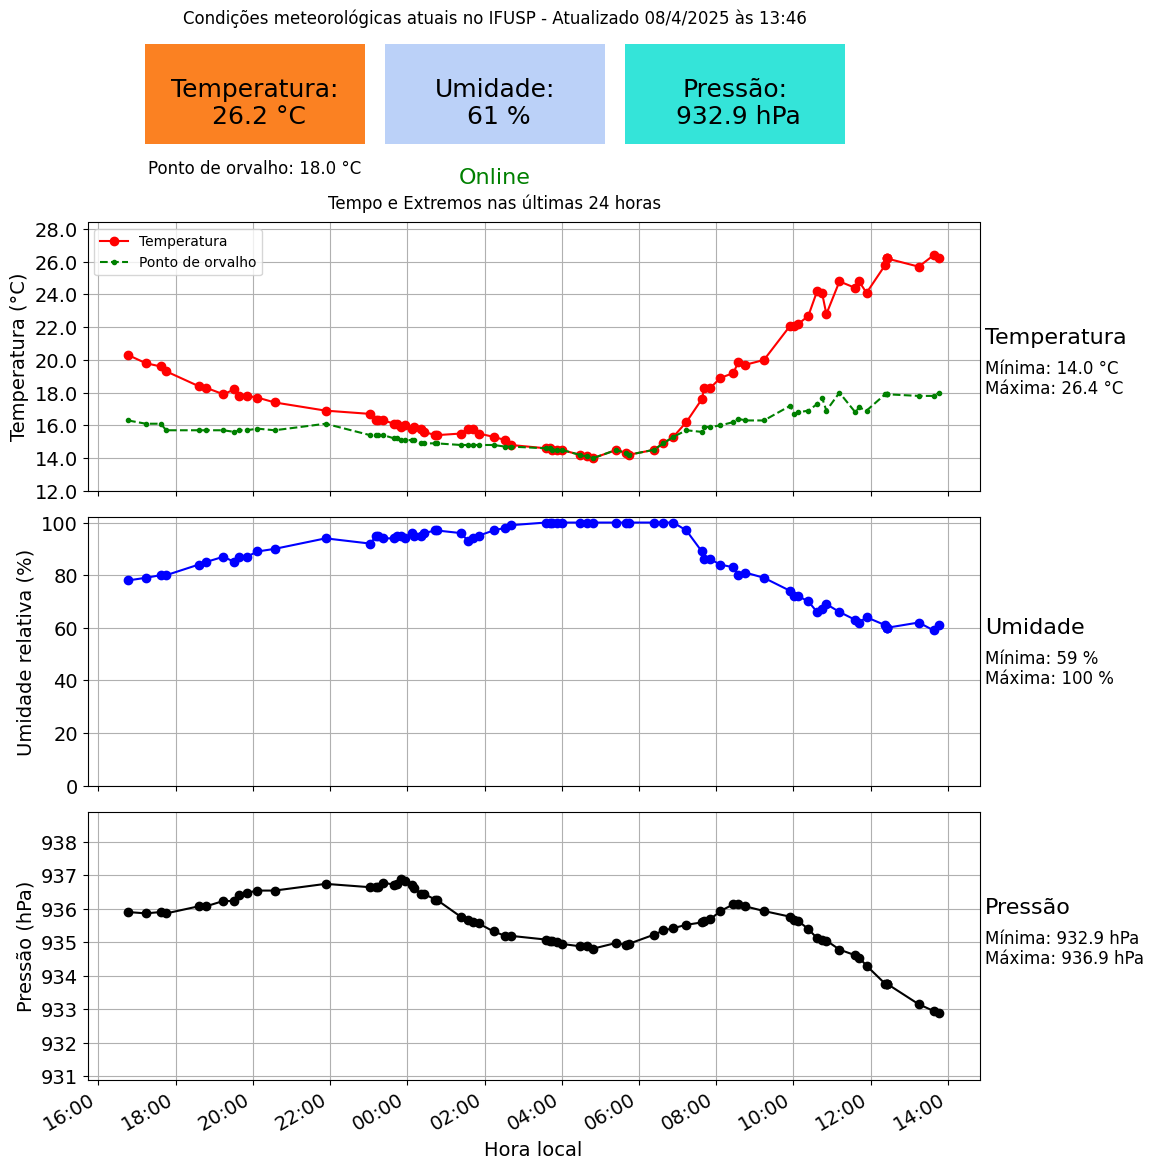 Condições meteorológicas atuais no IFUSP - Atualizado 08/4/2025 às 13:46
Temperatura:
26.2 °C
Umidade:
61 %
Pressão:
932.9 hPa
Ponto de orvalho: 18.0 °C
Online
Tempo e Extremos nas últimas 24 horas
Temperatura (°C)
28.0
26.0
24.0
22.0
20.0
18.0
16.0
14.0
12.0
Temperatura
Ponto de orvalho
Temperatura
Mínima: 14.0 °C
Máxima: 26.4 °C
Umidade relativa (%)
100
80
60
40
20
0
Umidade
Mínima: 59 %
Máxima: 100 %
Pressão (hPa)
938
937
936
935
934
933
932
931
Pressão
Mínima: 932.9 hPa
Máxima: 936.9 hPa
16:00
18:00
20:00
22:00
00:00
02:00
04:00
06:00
08:00
10:00
12:00
14:00
Hora local